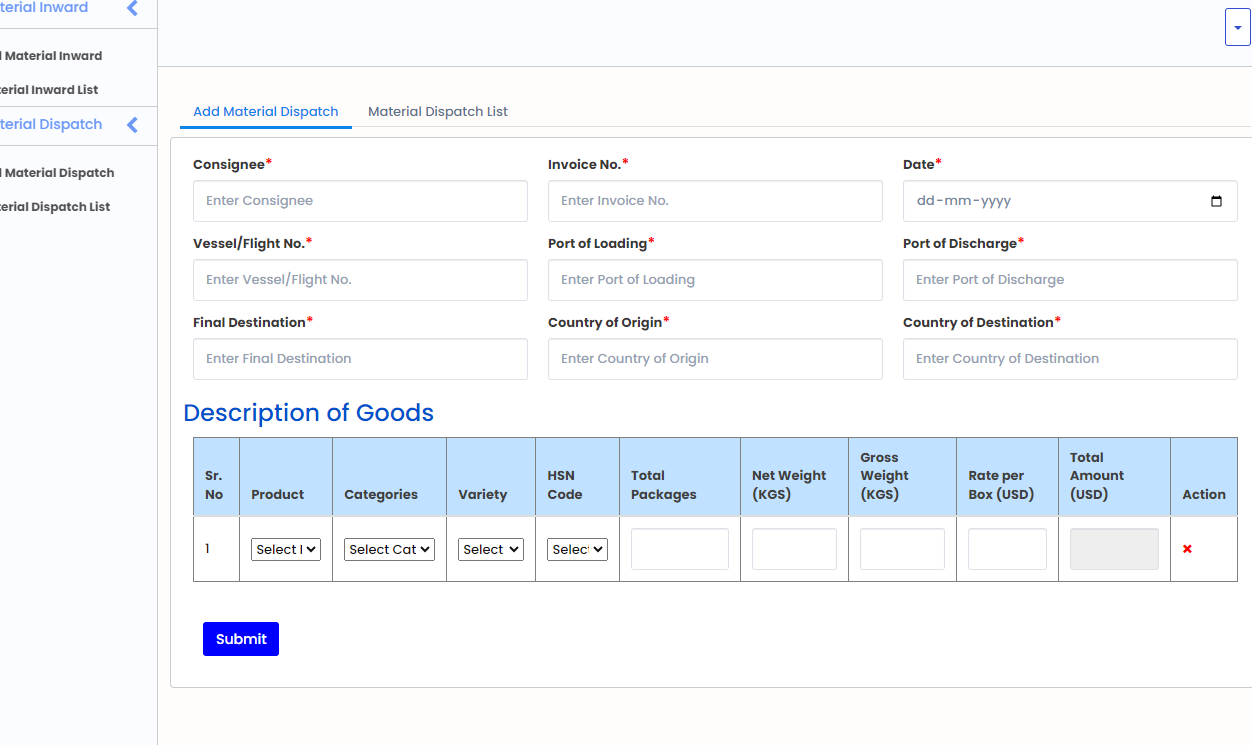 terial Inward
Material Inward
erial Inward List
terial Dispatch
Material Dispatch
terial Dispatch List
Add Material Dispatch Material Dispatch List
Consignee* Invoice No.* Date*
Enter Consignee Enter Invoice No. dd-mm-yyyy
Vessel/Flight No.* Port of Loading* Port of Discharge*
Enter Vessel/Flight No. Enter Port of Loading Enter Port of Discharge
Final Destination* Country of Origin* Country of Destination*
Enter Final Destination Enter Country of Origin Enter Country of Destination
Description of Goods
Sr. No Product Categories Variety HSN Code Total Packages Net Weight (KGS) Gross Weight (KGS) Rate per Box (USD) Total Amount (USD) Action
1 Select Select Cat Select Selec
Submit